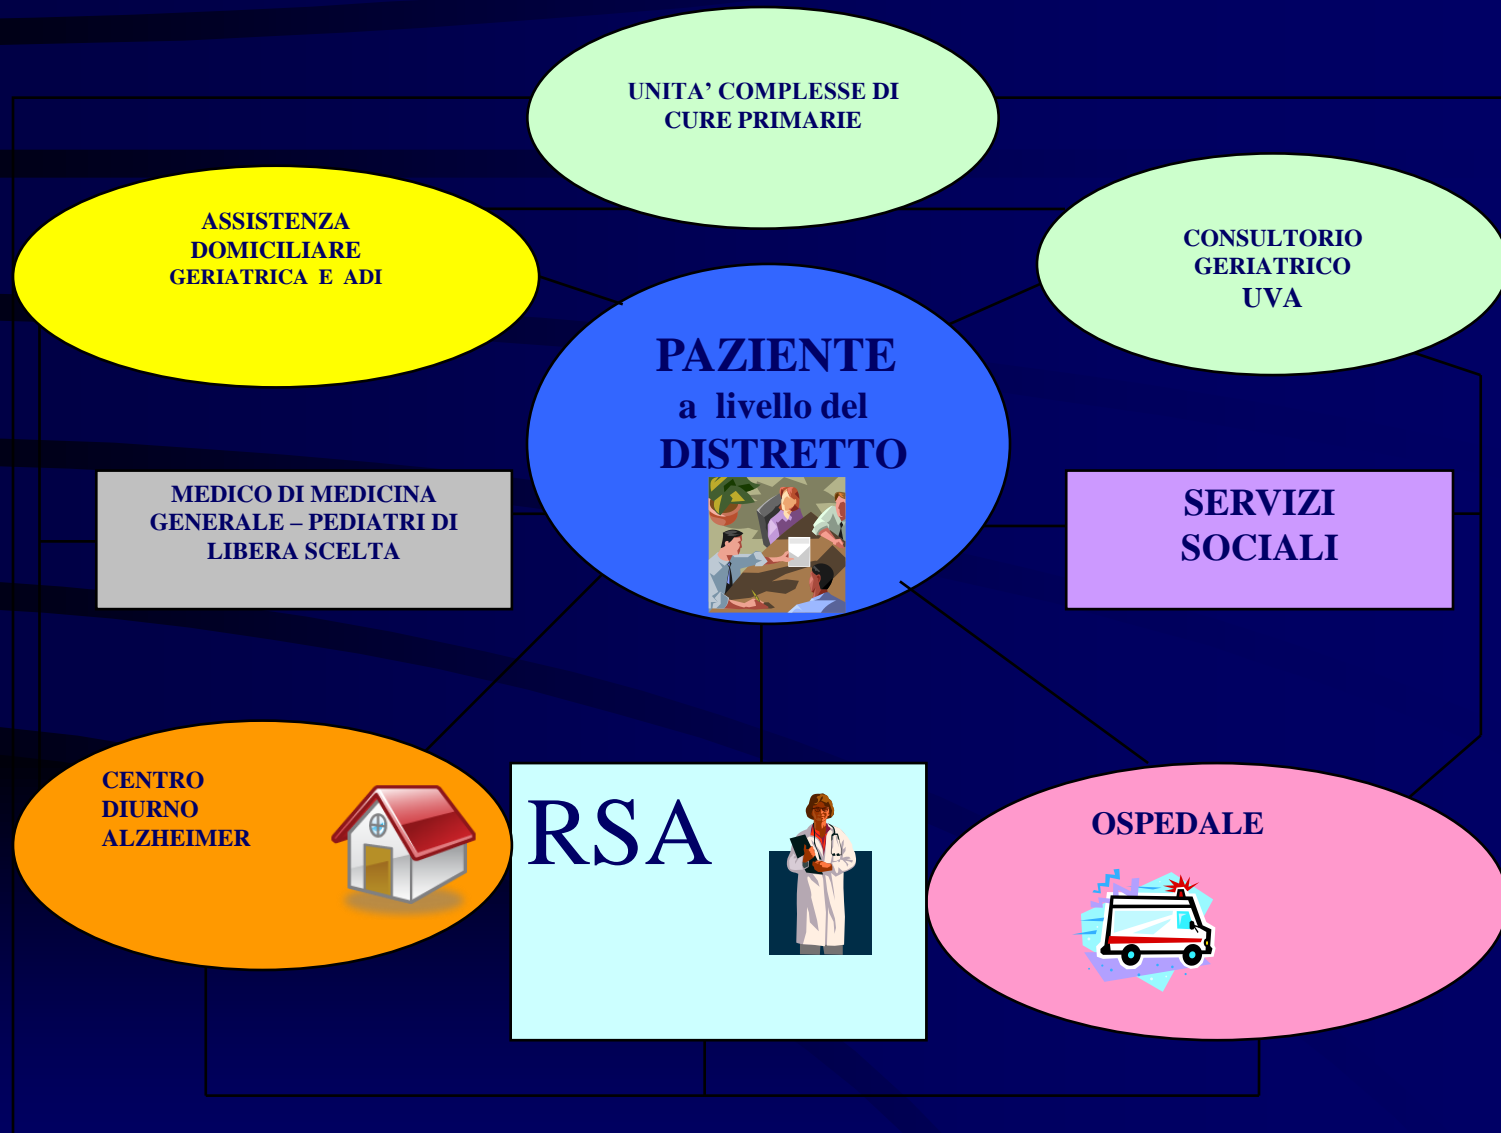 UNITA’ COMPLESSE DI
CURE PRIMARIE
ASSISTENZA
DOMICILIARE
GERIATRICA E ADI
CONSULTORIO
GERIATRICO
UVA
PAZIENTE
a livello del
DISTRETTO
MEDICO DI MEDICINA
GENERALE – PEDIATRI DI
LIBERA SCELTA
SERVIZI
SOCIALI
CENTRO
DIURNO
ALZHEIMER
RSA
OSPEDALE